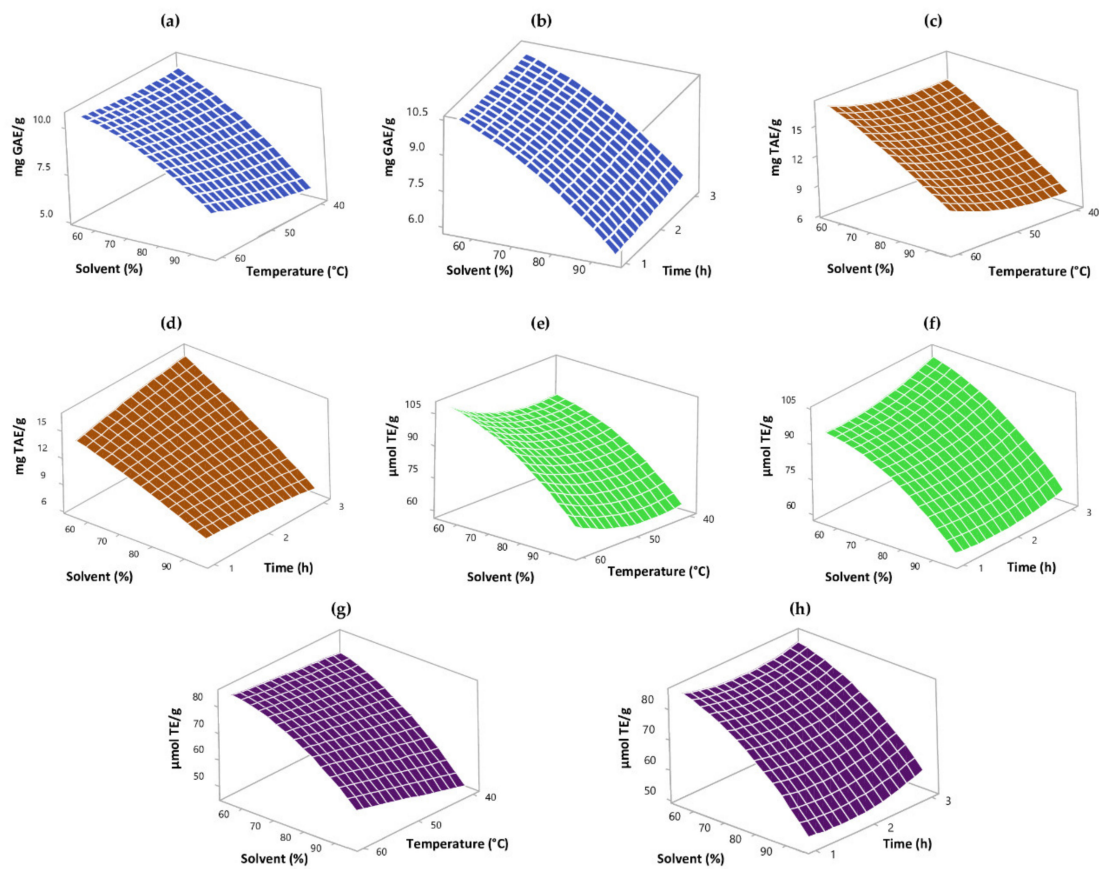 (a)
mg GAE/g
10.0
7.5
5.0
60
70
80
90
Solvent (%)
60
50
40
Temperature (°C)
(b)
mg GAE/g
10.5
9.0
7.5
6.0
60
70
80
90
Solvent (%)
1
2
3
Time (h)
(c)
mg TAE/g
15
12
9
6
60
70
80
90
Solvent (%)
60
50
40
Temperature (°C)
(d)
mg TAE/g
15
12
9
6
60
70
80
90
Solvent (%)
1
2
3
Time (h)
(e)
µmol TE/g
105
90
75
60
60
70
80
90
Solvent (%)
60
50
40
Temperature (°C)
(f)
µmol TE/g
105
90
75
60
60
70
80
90
Solvent (%)
1
2
3
Time (h)
(g)
µmol TE/g
80
70
60
50
60
70
80
90
Solvent (%)
60
50
40
Temperature (°C)
(h)
µmol TE/g
80
70
60
50
60
70
80
90
Solvent (%)
1
2
3
Time (h)